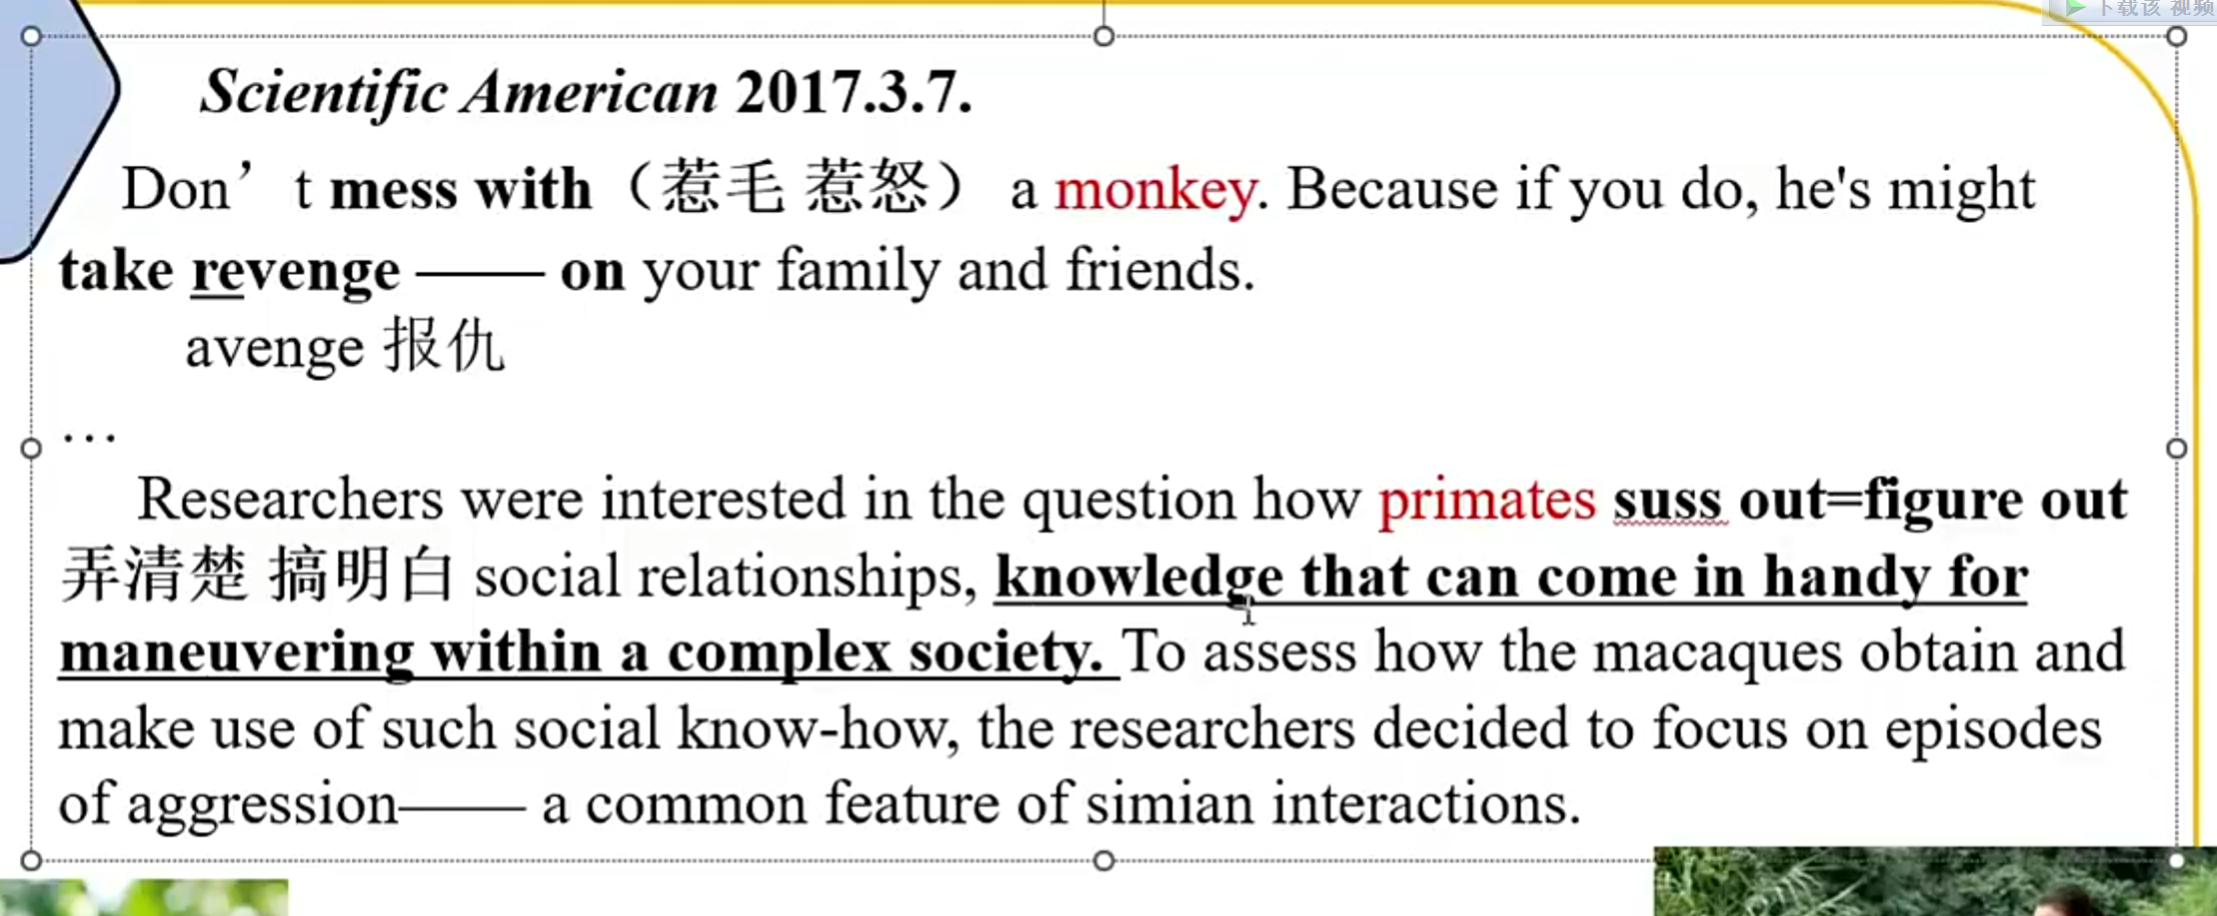 下载该 视频
Scientific American 2017.3.7.
Don’t mess with（惹毛 惹怒） a monkey. Because if you do, he's might
take revenge —— on your family and friends.
avenge 报仇
…
Researchers were interested in the question how primates suss out=figure out
弄清楚 搞明白 social relationships, knowledge that can come in handy for
maneuvering within a complex society. To assess how the macaques obtain and
make use of such social know-how, the researchers decided to focus on episodes
of aggression—— a common feature of simian interactions.